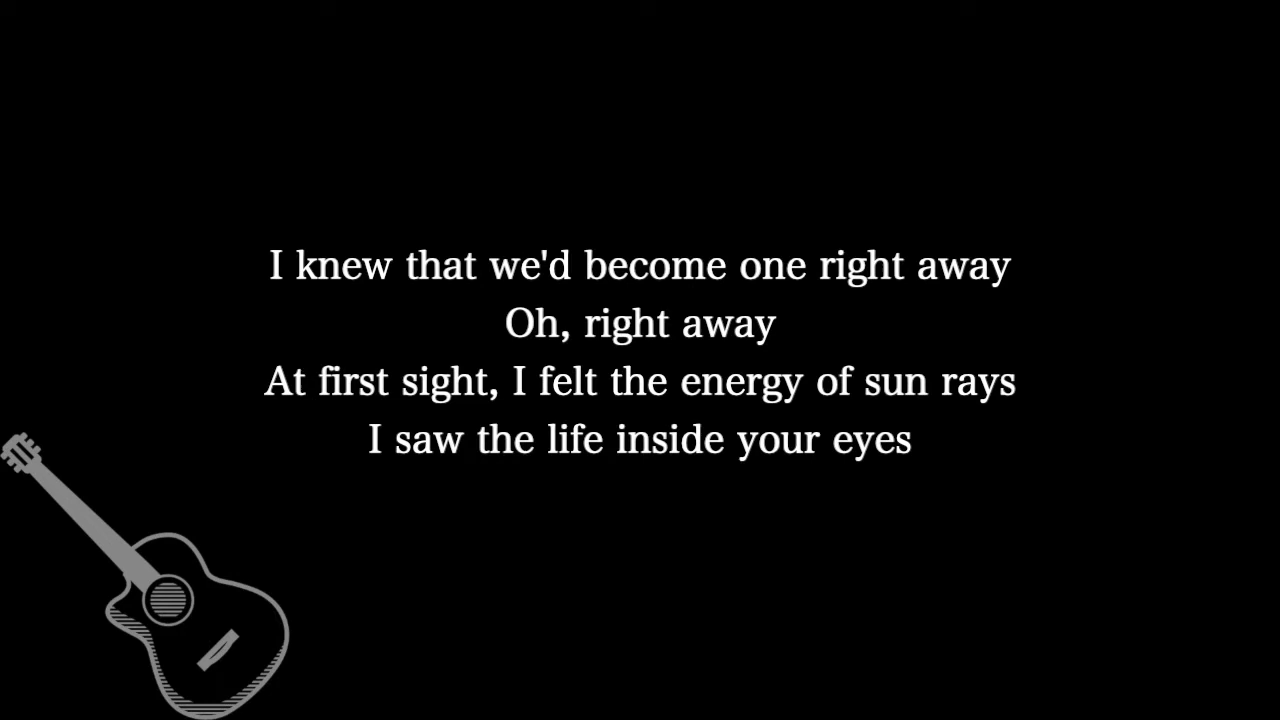 I knew that we'd become one right away
Oh, right away
At first sight, I felt the energy of sun rays
I saw the life inside your eyes